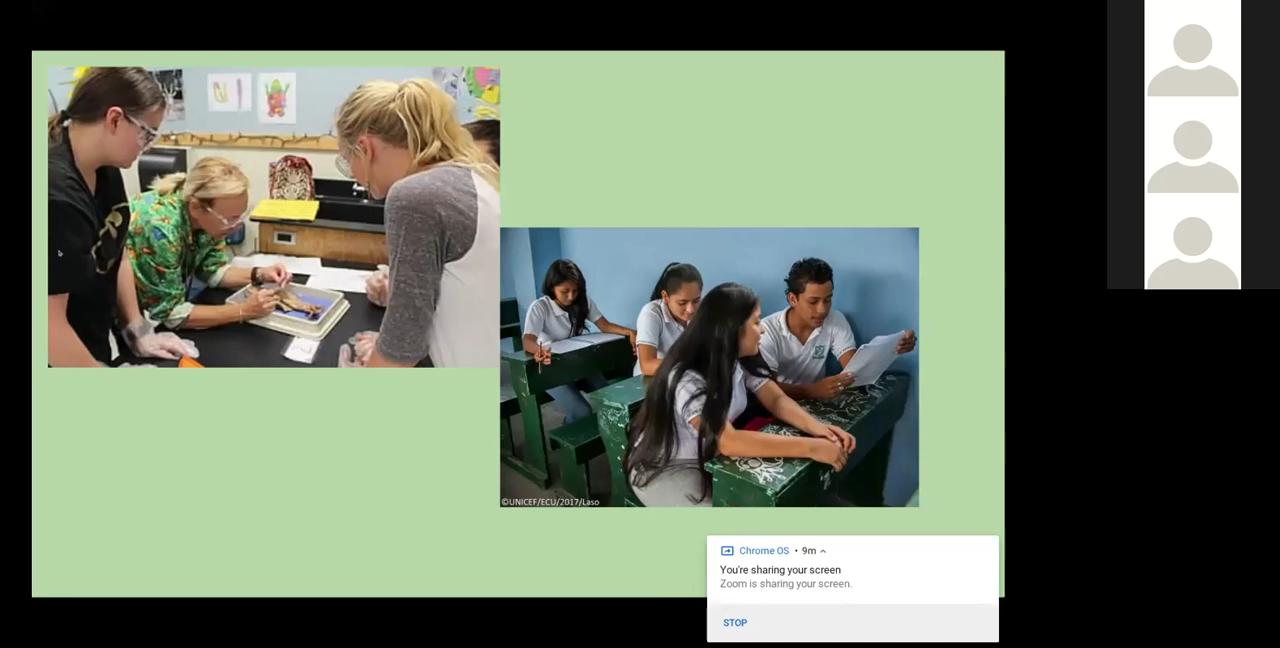 ©UNICEF/ECU/2017/Laso
Chrome OS • 9m
You're sharing your screen
Zoom is sharing your screen.
STOP